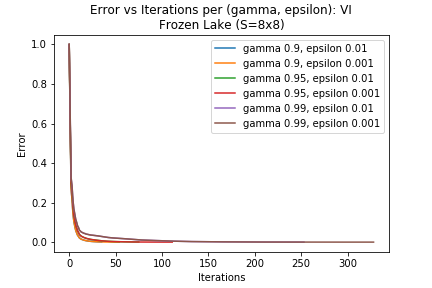 Error vs Iterations per (gamma, epsilon): VI
Frozen Lake (S=8x8)
1.0
0.8
0.6
0.4
0.2
0.0
Error
gamma 0.9, epsilon 0.01
gamma 0.9, epsilon 0.001
gamma 0.95, epsilon 0.01
gamma 0.95, epsilon 0.001
gamma 0.99, epsilon 0.01
gamma 0.99, epsilon 0.001
0 50 100 150 200 250 300
Iterations